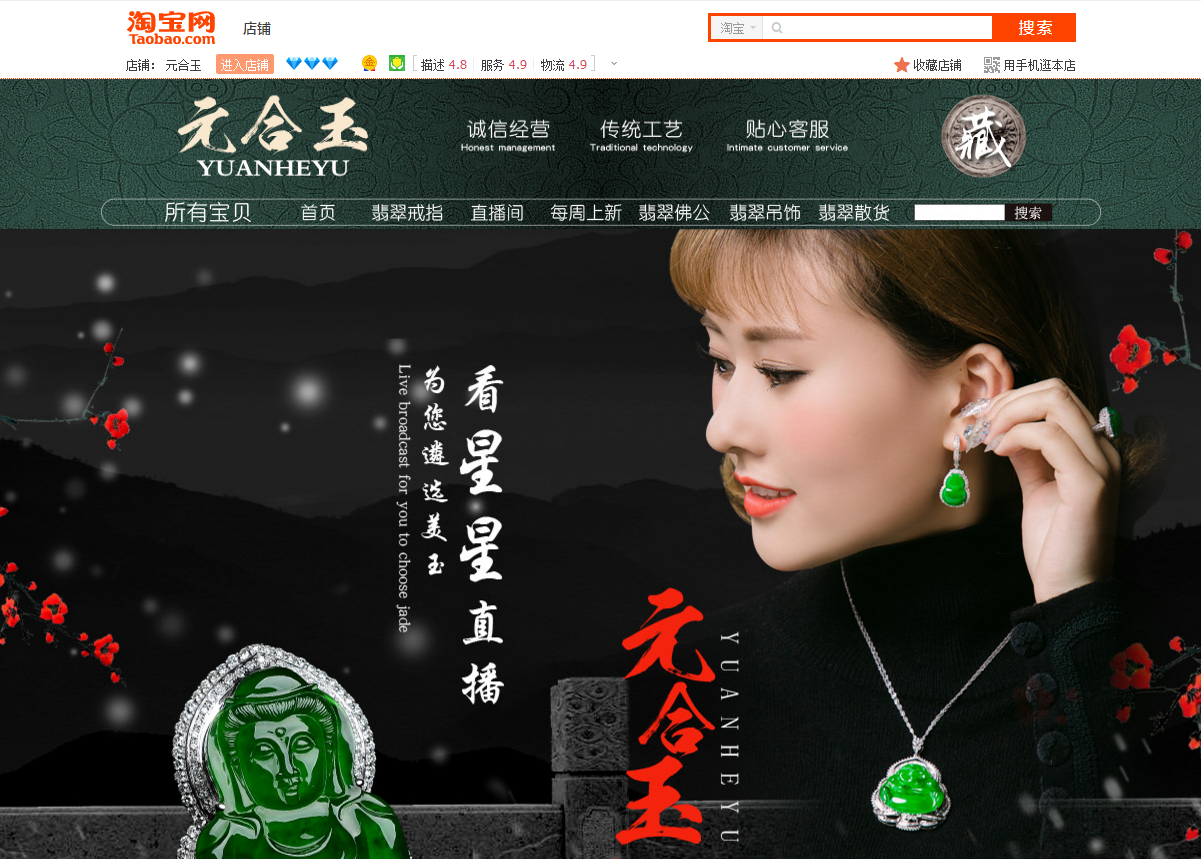 淘宝网
Taobao.com
店铺
淘宝
搜索
店铺： 元合玉 进入店铺 描述 4.8 服务 4.9 物流 4.9
收藏店铺 用手机逛本店
元合玉
YUANHEYU
诚信经营
Honest management
传统工艺
Traditional technology
贴心客服
Intimate customer service
藏
所有宝贝 首页 翡翠戒指 直播间 每周上新 翡翠佛公 翡翠吊饰 翡翠散货 搜索
看星星直播
为您遴选美玉
Live broadcast for you to choose jade
元合玉
YUANHEYU